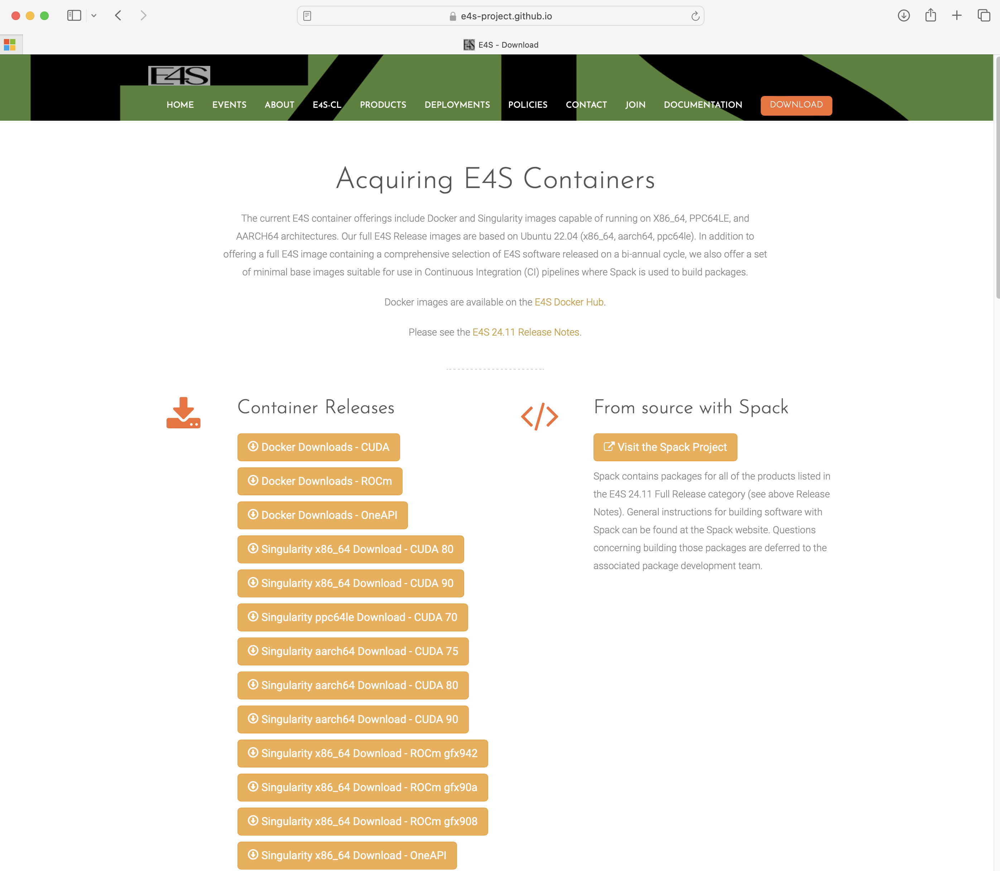 e4s-project.github.io
E4S - Download
E4S
HOME EVENTS ABOUT E4S-CL PRODUCTS DEPLOYMENTS POLICIES CONTACT JOIN DOCUMENTATION DOWNLOAD
Acquiring E4S Containers
The current E4S container offerings include Docker and Singularity images capable of running on X86_64, PPC64LE, and
AARCH64 architectures. Our full E4S Release images are based on Ubuntu 22.04 (x86_64, aarch64, ppc64le). In addition to
offering a full E4S image containing a comprehensive selection of E4S software released on a bi-annual cycle, we also offer a set
of minimal base images suitable for use in Continuous Integration (CI) pipelines where Spack is used to build packages.
Docker images are available on the E4S Docker Hub.
Please see the E4S 24.11 Release Notes.
Container Releases
Docker Downloads - CUDA
Docker Downloads - ROCm
Docker Downloads - OneAPI
Singularity x86_64 Download - CUDA 80
Singularity x86_64 Download - CUDA 90
Singularity ppc64le Download - CUDA 70
Singularity aarch64 Download - CUDA 75
Singularity aarch64 Download - CUDA 80
Singularity aarch64 Download - CUDA 90
Singularity x86_64 Download - ROCm gfx942
Singularity x86_64 Download - ROCm gfx90a
Singularity x86_64 Download - ROCm gfx908
Singularity x86_64 Download - OneAPI
From source with Spack
Visit the Spack Project
Spack contains packages for all of the products listed in
the E4S 24.11 Full Release category (see above Release
Notes). General instructions for building software with
Spack can be found at the Spack website. Questions
concerning building those packages are deferred to the
associated package development team.